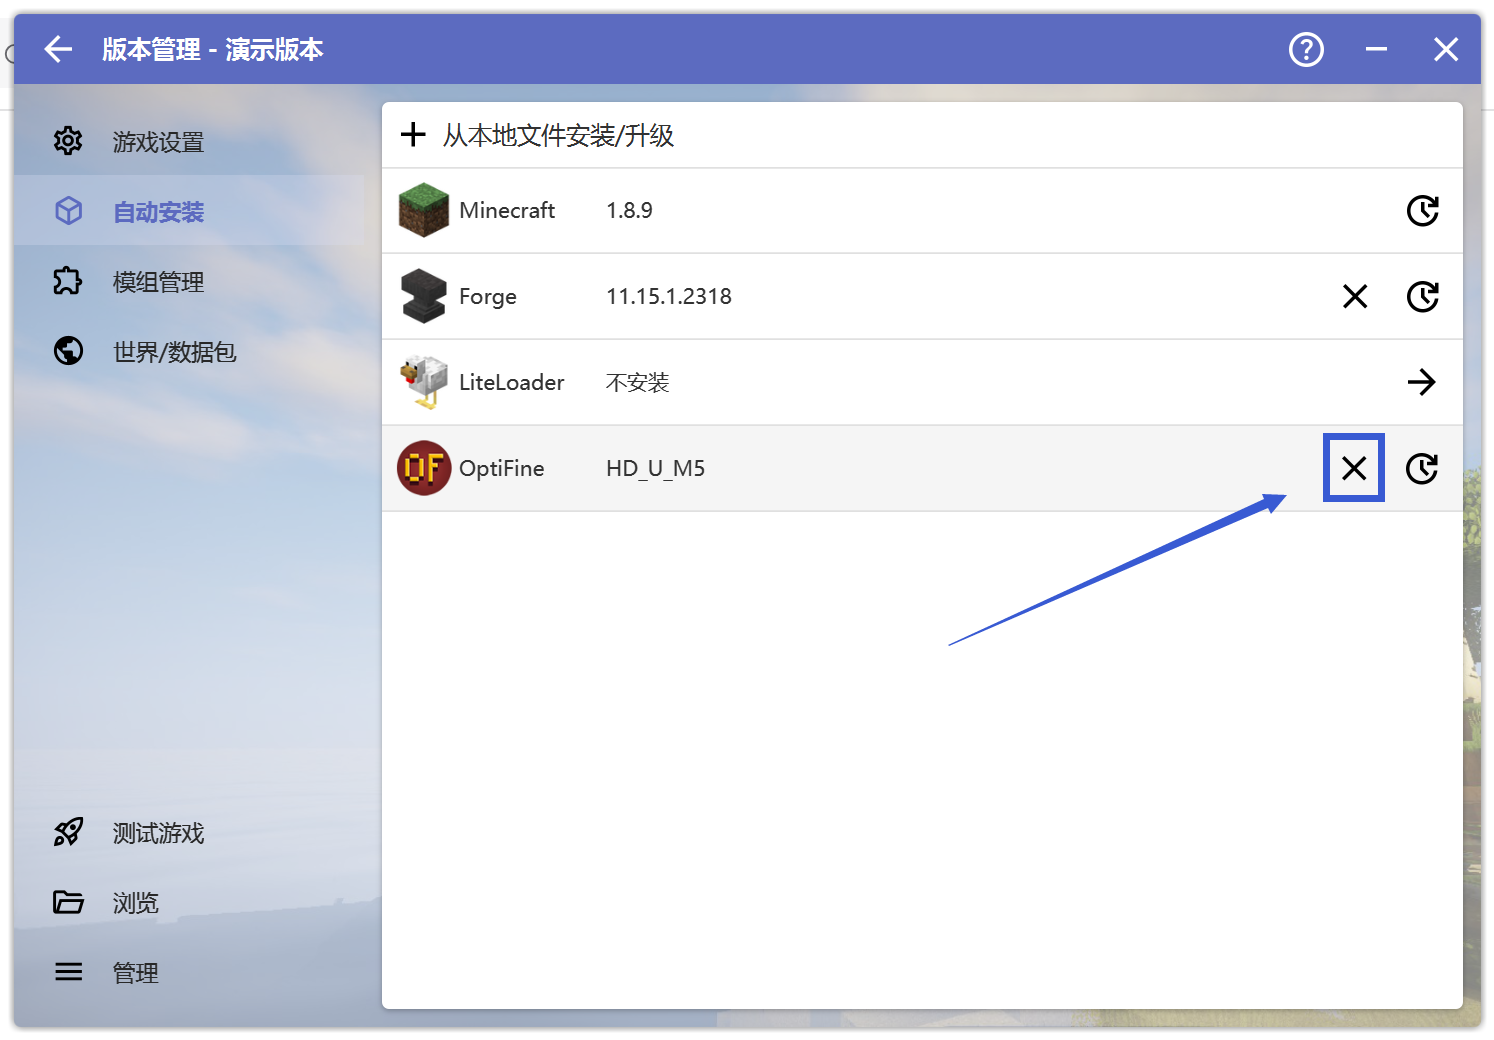 版本管理 - 演示版本
游戏设置
自动安装
模组管理
世界/数据包
测试游戏
浏览
管理
从本地文件安装/升级
Minecraft 1.8.9
Forge 11.15.1.2318
LiteLoader 不安装
OF OptiFine HD_U_M5